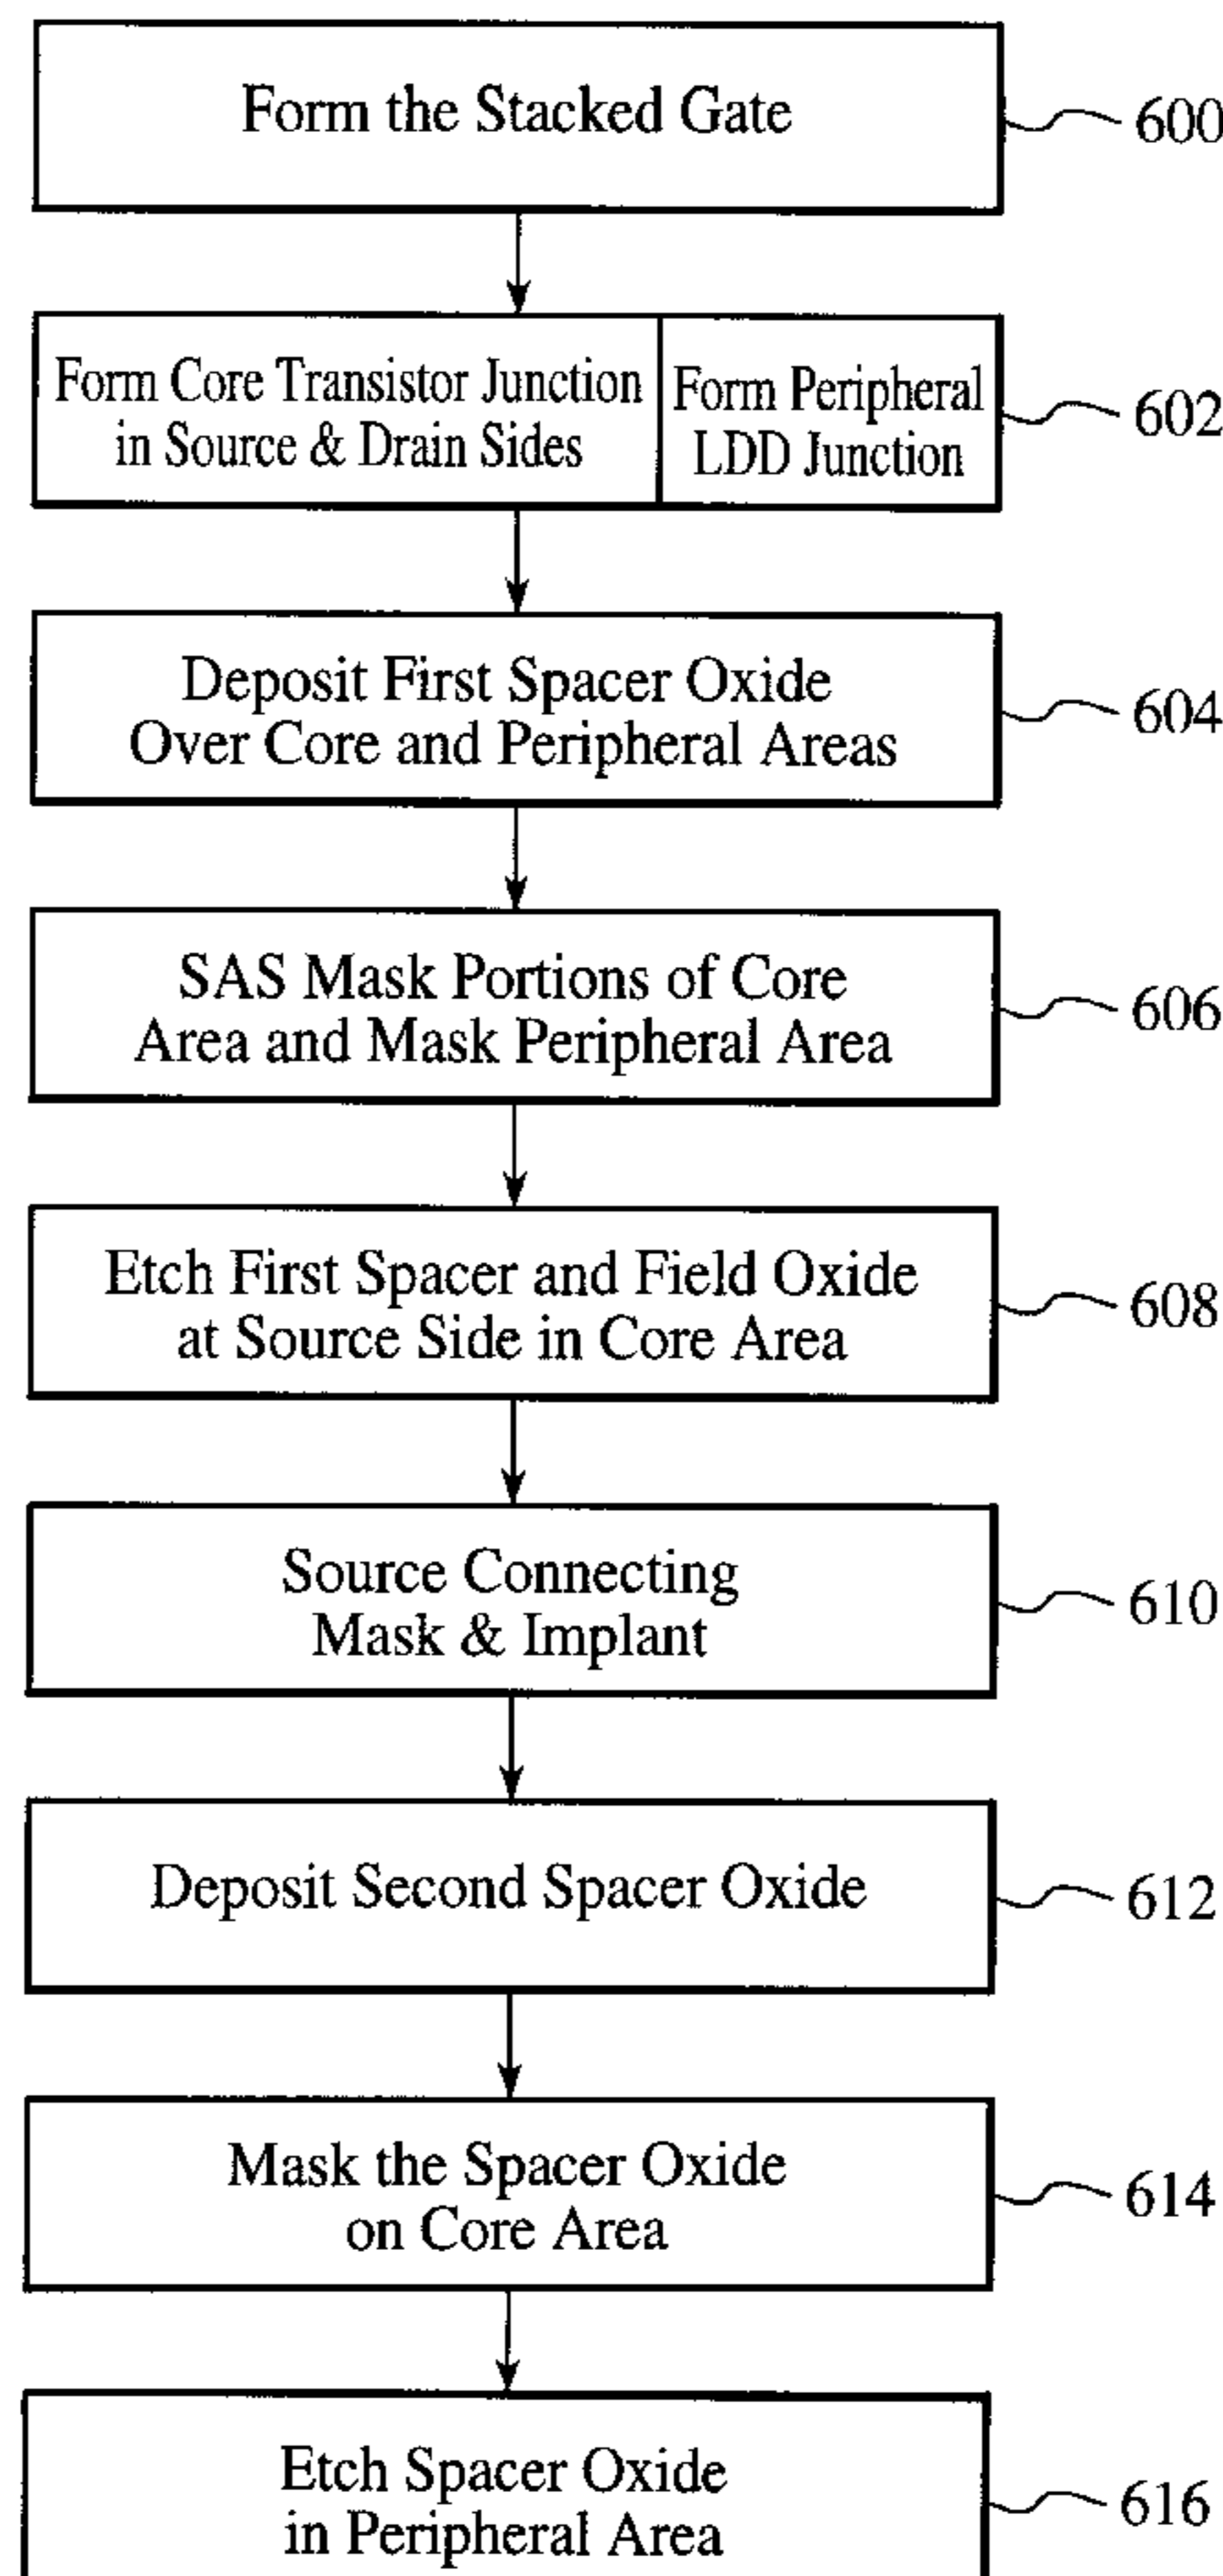 Form the Stacked Gate
600
Form Core Transistor Junction
in Source & Drain Sides
Form Peripheral
LDD Junction
602
Deposit First Spacer Oxide
Over Core and Peripheral Areas
604
SAS Mask Portions of Core
Area and Mask Peripheral Area
606
Etch First Spacer and Field Oxide
at Source Side in Core Area
608
Source Connecting
Mask & Implant
610
Deposit Second Spacer Oxide
612
Mask the Spacer Oxide
on Core Area
614
Etch Spacer Oxide
in Peripheral Area
616